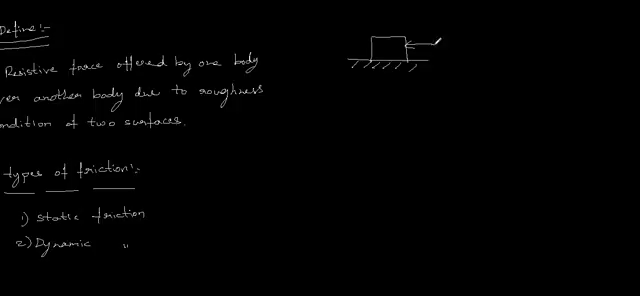 Define:-
Resistive force offered by one body
over another body due to roughness
condition of two surfaces.
types of friction:-
1) static friction
2) Dynamic "